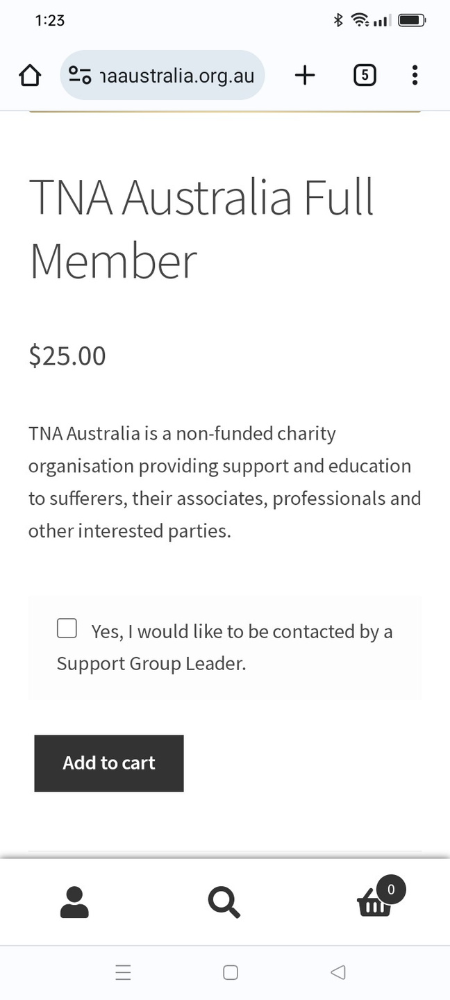 1:23
naaustralia.org.au
5
TNA Australia Full
Member
$25.00
TNA Australia is a non-funded charity
organisation providing support and education
to sufferers, their associates, professionals and
other interested parties.
Yes, I would like to be contacted by a
Support Group Leader.
Add to cart
0